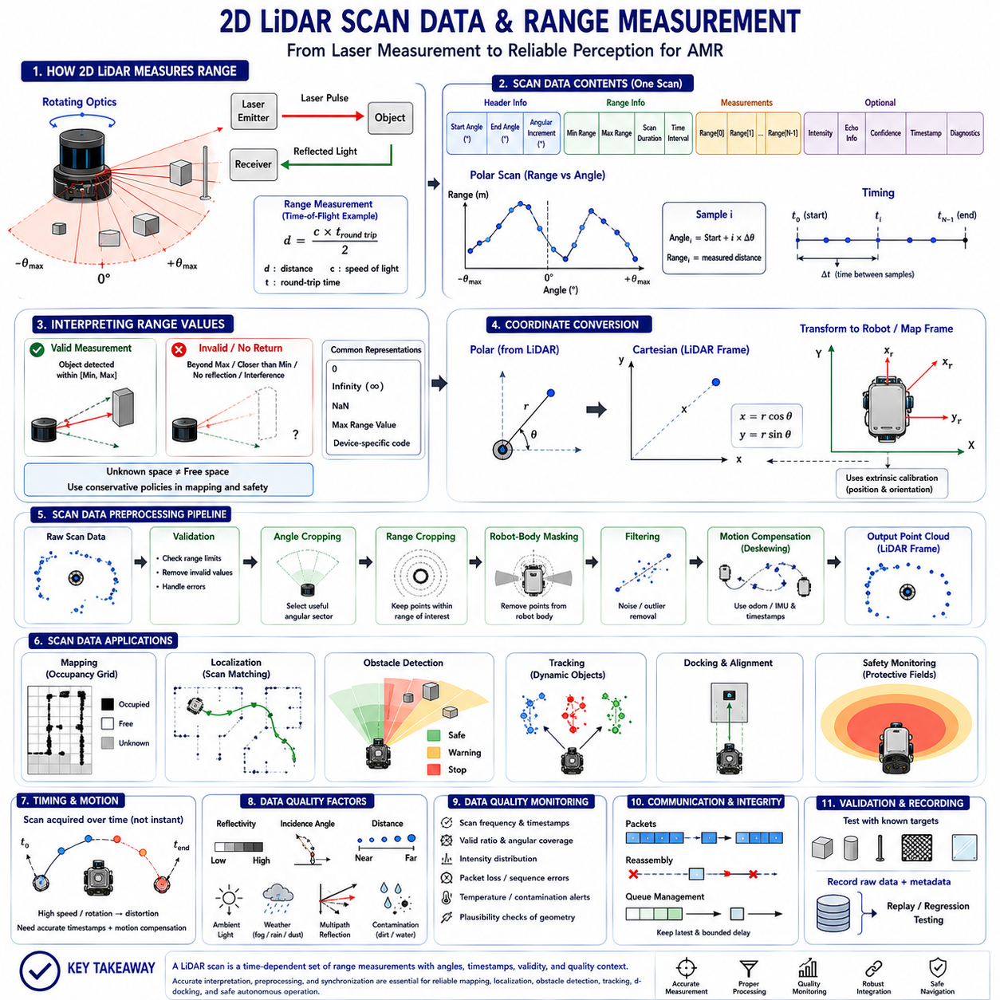 2D LiDAR SCAN DATA & RANGE MEASUREMENT
From Laser Measurement to Reliable Perception for AMR
1. HOW 2D LiDAR MEASURES RANGE
Rotating Optics
Laser
Emitter
Laser Pulse
Object
Reflected Light
Receiver
Range Measurement
(Time-of-Flight Example)
d = c × t_round trip / 2
d : distance c : speed of light
t : round-trip time
−θmax
0°
+θmax
2. SCAN DATA CONTENTS (One Scan)
Header Info
Range Info
Measurements
Optional
Start Angle
(°)
End Angle
(°)
Angular
Increment
(°)
Min Range
Max Range
Scan
Duration
Time
Interval
Range[0]
Range[1]
...
Range[N-1]
Intensity
Echo
Info
Confidence
Timestamp
Diagnostics
Polar Scan (Range vs Angle)
Range (m)
−θmax
0°
+θmax
Angle (°)
Sample i
Angleᵢ = Start + i × Δθ
Rangeᵢ = measured distance
Timing
t0 (start)
ti
tN−1 (end)
Δt (time between samples)
3. INTERPRETING RANGE VALUES
Valid Measurement
Object detected
within [Min, Max]
Invalid / No Return
Beyond Max / Closer than Min /
No reflection / Interference
?
Common Representations
0
Infinity (∞)
NaN
Max Range Value
Device-specific code
Unknown space ≠ Free space
Use conservative policies in mapping and safety
4. COORDINATE CONVERSION
Polar (from LiDAR)
r
θ
Cartesian (LiDAR Frame)
y
x
x
x = r cos θ
y = r sin θ
Transform to Robot / Map Frame
Y
xr
xr
yr
X
Uses extrinsic calibration
(position & orientation)
5. SCAN DATA PREPROCESSING PIPELINE
Raw Scan Data
Validation
• Check range limits
• Remove invalid values
• Handle errors
Angle Cropping
Select useful
angular sector
Range Cropping
Keep points within
range of interest
Robot-Body Masking
Remove points from
robot body
Filtering
Noise / outlier
removal
Motion Compensation
(Deskewing)
Use odom / IMU &
timestamps
Output Point Cloud
(LiDAR Frame)
6. SCAN DATA APPLICATIONS
Mapping
(Occupancy Grid)
Occupied
Free
Unknown
Localization
(Scan Matching)
Obstacle Detection
Safe
Warning
Stop
Tracking
(Dynamic Objects)
Docking & Alignment
Safety Monitoring
(Protective Fields)
7. TIMING & MOTION
Scan acquired over time (not instant)
t0
tend
High speed / rotation → distortion
Need accurate timestamps + motion compensation
8. DATA QUALITY FACTORS
Reflectivity
Low High
Incidence Angle
Distance
Near Far
Ambient
Light
Weather
(fog / rain / dust)
Multipath
Reflection
Contamination
(dirt / water)
9. DATA QUALITY MONITORING
Scan frequency & timestamps
Valid ratio & angular coverage
Intensity distribution
Packet loss / sequence errors
Temperature / contamination alerts
Plausibility checks of geometry
10. COMMUNICATION & INTEGRITY
Packets
Reassembly
Queue Management
Keep latest & bounded delay
11. VALIDATION & RECORDING
Test with known targets
Record raw data + metadata
Replay / Regression
Testing
KEY TAKEAWAY
A LiDAR scan is a time-dependent set of range measurements with angles, timestamps, validity, and quality context.
Accurate interpretation, preprocessing, and synchronization are essential for reliable mapping, localization, obstacle detection, tracking, d-
docking, and safe autonomous operation.
Accurate
Measurement
Proper
Processing
Quality
Monitoring
Robust
Integration
Safe
Navigation